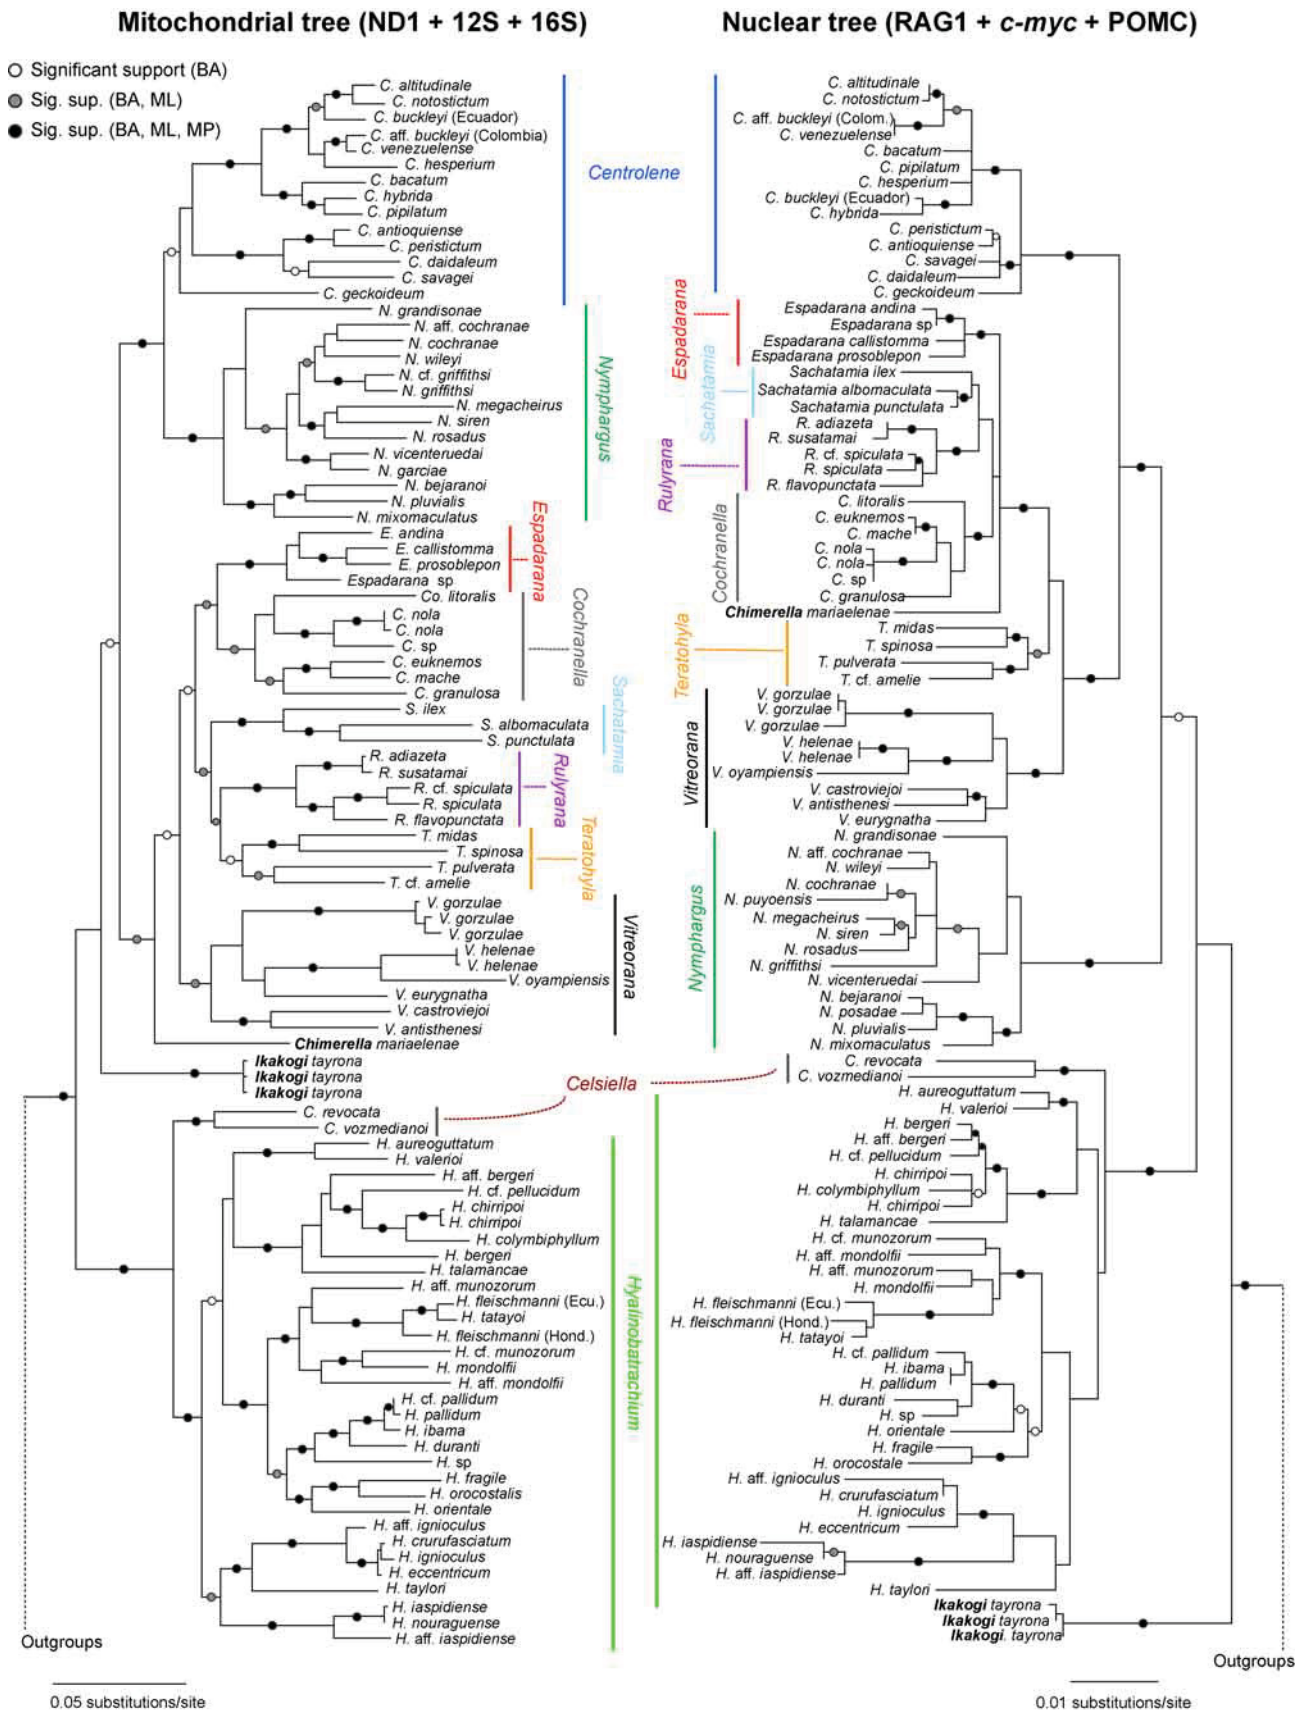 Mitochondrial tree (ND1 + 12S + 16S)
Significant support (BA)
Sig. sup. (BA, ML)
Sig. sup. (BA, ML, MP)
C. altitudinale
C. notostictum
C. buckleyi (Ecuador)
C. aff. buckleyi (Colombia)
C. venezuelense
C. hesperium
C. bacatum
C. hybrida
C. pipilatum
C. antioquiense
C. peristictum
C. daidaleum
C. savagei
C. geckoideum
N. grandisonae
N. aff. cochranae
N. cochranae
N. wileyi
N. cf. griffithsi
N. griffithsi
N. megacheirus
N. siren
N. rosadus
N. vicenteruedai
N. garciae
N. bejaranoi
N. pluvialis
N. mixomaculatus
E. andina
E. callistomma
E. prosoblepon
Espadarana sp
Co. litoralis
C. nola
C. nola
C. sp
C. euknemos
C. mache
C. granulosa
S. ilex
S. albomaculata
S. punctulata
R. adiazeta
R. susatamai
R. cf. spiculata
R. spiculata
R. flavopunctata
T. midas
T. spinosa
T. pulverata
T. cf. amelie
V. gorzulae
V. gorzulae
V. gorzulae
V. helenae
V. helenae
V. oyampiensis
V. eurygnatha
V. castroviejoi
V. antisthenesi
Chimerella mariaelenae
Ikakogi tayrona
Ikakogi tayrona
Ikakogi tayrona
C. revocata
C. vozmedianoi
H. aureoguttatum
H. valerioi
H. aff. bergeri
H. cf. pellucidum
H. chirripoi
H. chirripoi
H. colymbiphyllum
H. bergeri
H. talamancae
H. aff. munozorum
H. fleischmanni (Ecu.)
H. tatayoi
H. fleischmanni (Hond.)
H. cf. munozorum
H. mondolfii
H. aff. mondolfii
H. cf. pallidum
H. pallidum
H. ibama
H. duranti
H. sp
H. fragile
H. orocostalis
H. orientale
H. aff. ignioculus
H. crurufasciatum
H. ignioculus
H. eccentricum
H. taylori
H. iaspidiense
H. nouraguense
H. aff. iaspidiense
Outgroups
0.05 substitutions/site
Centrolene
Nymphargus
Espadarana
Cochranella
Sachatamia
Rulyrana
Teratohyla
Vitreorana
Celsiella
Hyalinobatrachium
Nuclear tree (RAG1 + c-myc + POMC)
Espadarana
Sachatamia
Rulyrana
Cochranella
Teratohyla
Vitreorana
Nymphargus
C. altitudinale
C. notostictum
C. aff. buckleyi (Colom.)
C. venezuelense
C. bacatum
C. pipilatum
C. hesperium
C. buckleyi (Ecuador)
C. hybrida
C. peristictum
C. antioquiense
C. savagei
C. daidaleum
C. geckoideum
Espadarana andina
Espadarana sp
Espadarana callistomma
Espadarana prosoblepon
Sachatamia ilex
Sachatamia albomaculata
Sachatamia punctulata
R. adiazeta
R. susatamai
R. cf. spiculata
R. spiculata
R. flavopunctata
C. litoralis
C. euknemos
C. mache
C. nola
C. nola
C. sp
C. granulosa
Chimerella mariaelenae
T. midas
T. spinosa
T. pulverata
T. cf. amelie
V. gorzulae
V. gorzulae
V. gorzulae
V. helenae
V. helenae
V. oyampiensis
V. castroviejoi
V. antisthenesi
V. eurygnatha
N. grandisonae
N. aff. cochranae
N. wileyi
N. cochranae
N. puyoensis
N. megacheirus
N. siren
N. rosadus
N. griffithsi
N. vicenteruedai
N. bejaranoi
N. posadae
N. pluvialis
N. mixomaculatus
C. revocata
C. vozmedianoi
H. aureoguttatum
H. valerioi
H. bergeri
H. aff. bergeri
H. cf. pellucidum
H. chirripoi
H. colymbiphyllum
H. chirripoi
H. talamancae
H. cf. munozorum
H. aff. mondolfii
H. aff. munozorum
H. mondolfii
H. fleischmanni (Ecu.)
H. fleischmanni (Hond.)
H. tatayoi
H. cf. pallidum
H. ibama
H. pallidum
H. duranti
H. sp
H. orientale
H. fragile
H. orocostale
H. aff. ignioculus
H. crurufasciatum
H. ignioculus
H. eccentricum
H. iaspidiense
H. nouraguense
H. aff. iaspidiense
H. taylori
Ikakogi tayrona
Ikakogi tayrona
Ikakogi. tayrona
Outgroups
0.01 substitutions/site